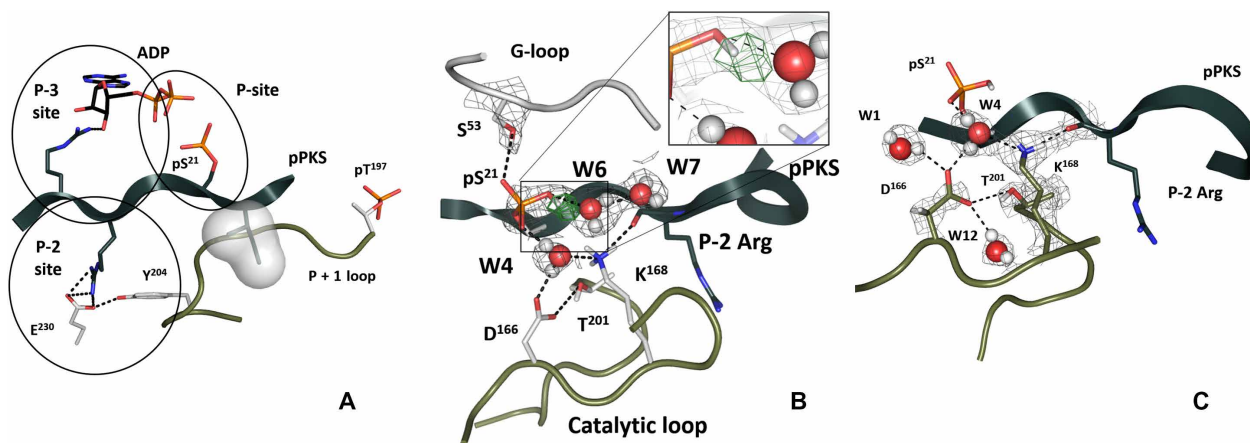 ADP
P-3
site
P-site
pS21
pPKS
pT197
P-2
site
Y204
P + 1 loop
E230
A
G-loop
S53
pS21
W6
W7
pPKS
P-2 Arg
W4
K168
D166
T201
Catalytic loop
B
pS21
pPKS
W1
W4
K168
D166
T201
P-2 Arg
W12
C